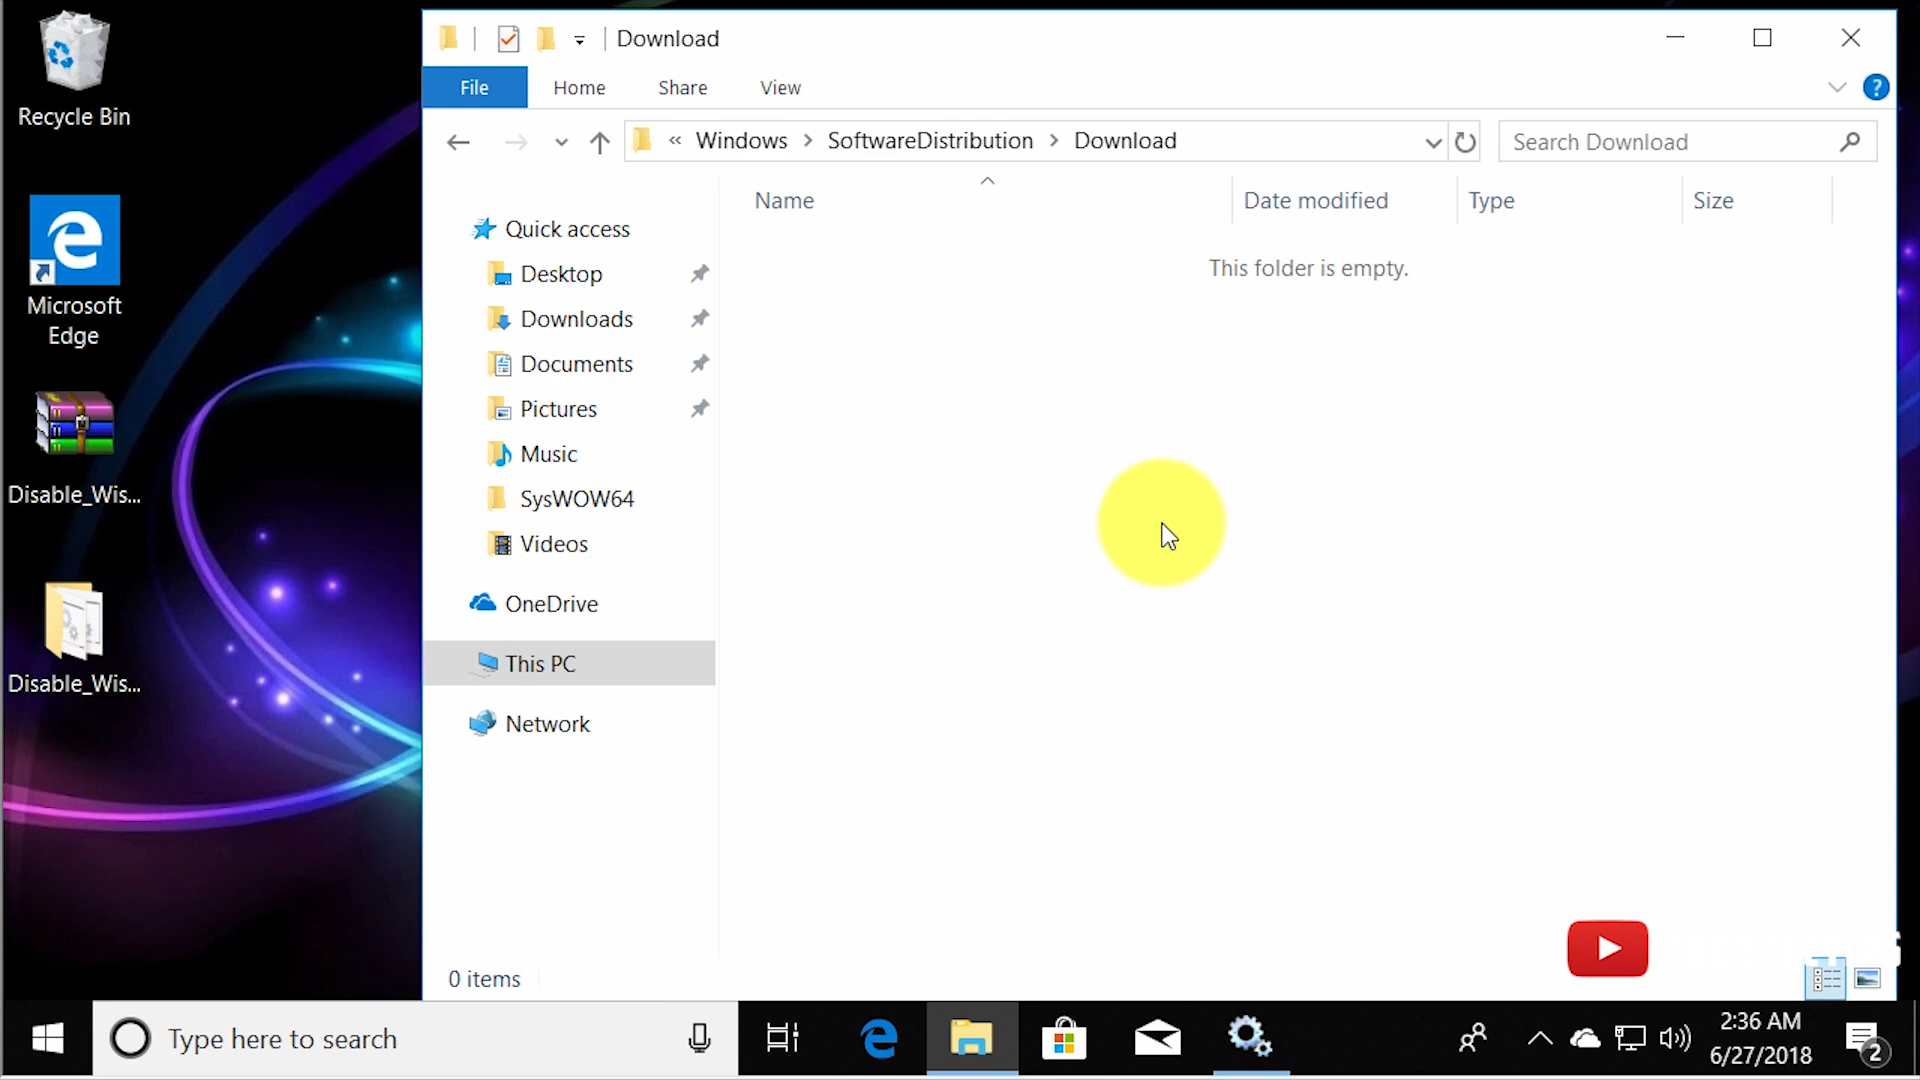 Recycle Bin
Microsoft
Edge
Disable_Wis...
Disable_Wis...
Download
File
Home
Share
View
?
« Windows > SoftwareDistribution > Download
Search Download
Name
Date modified
Type
Size
This folder is empty.
Quick access
Desktop
Downloads
Documents
Pictures
Music
SysWOW64
Videos
OneDrive
This PC
Network
0 items
Type here to search
2:36 AM
6/27/2018
2